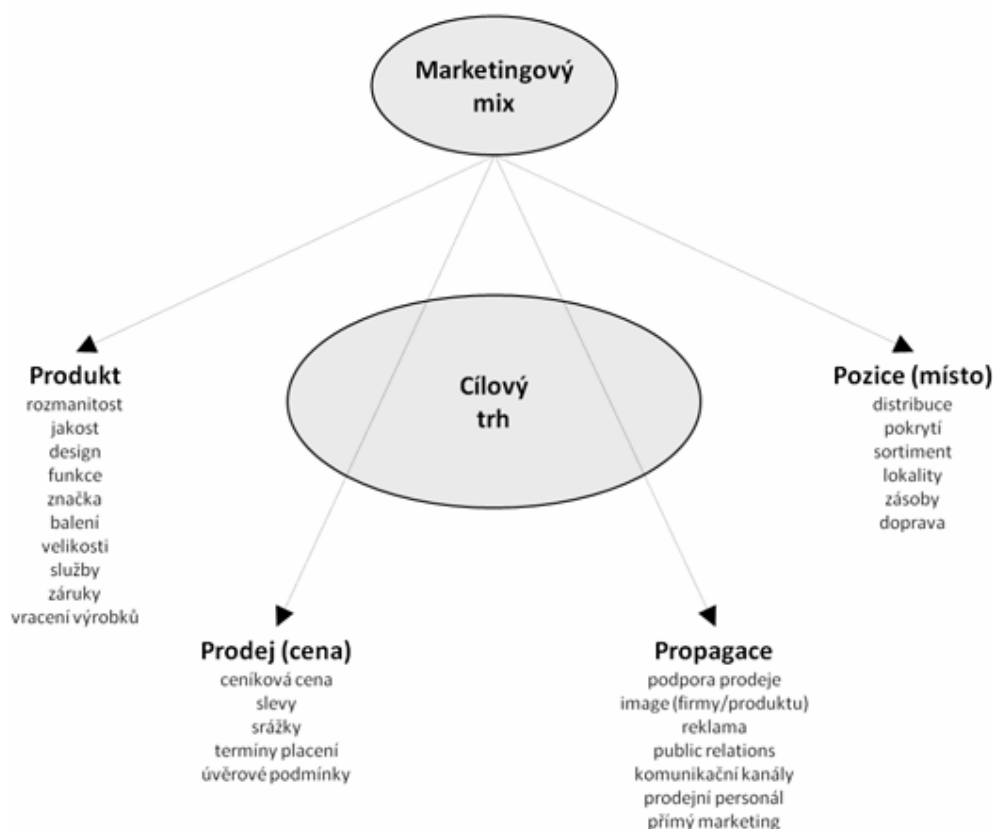 Marketingový
mix
Cílový
trh
Produkt
rozmanitost
jakost
design
funkce
značka
balení
velikosti
služby
záruky
vracení výrobků
Pozice (místo)
distribuce
pokrytí
sortiment
lokality
zásoby
doprava
Prodej (cena)
ceníková cena
slevy
srážky
termíny placení
úvěrové podmínky
Propagace
podpora prodeje
image (firmy/produktu)
reklama
public relations
komunikační kanály
prodejní personál
přímý marketing